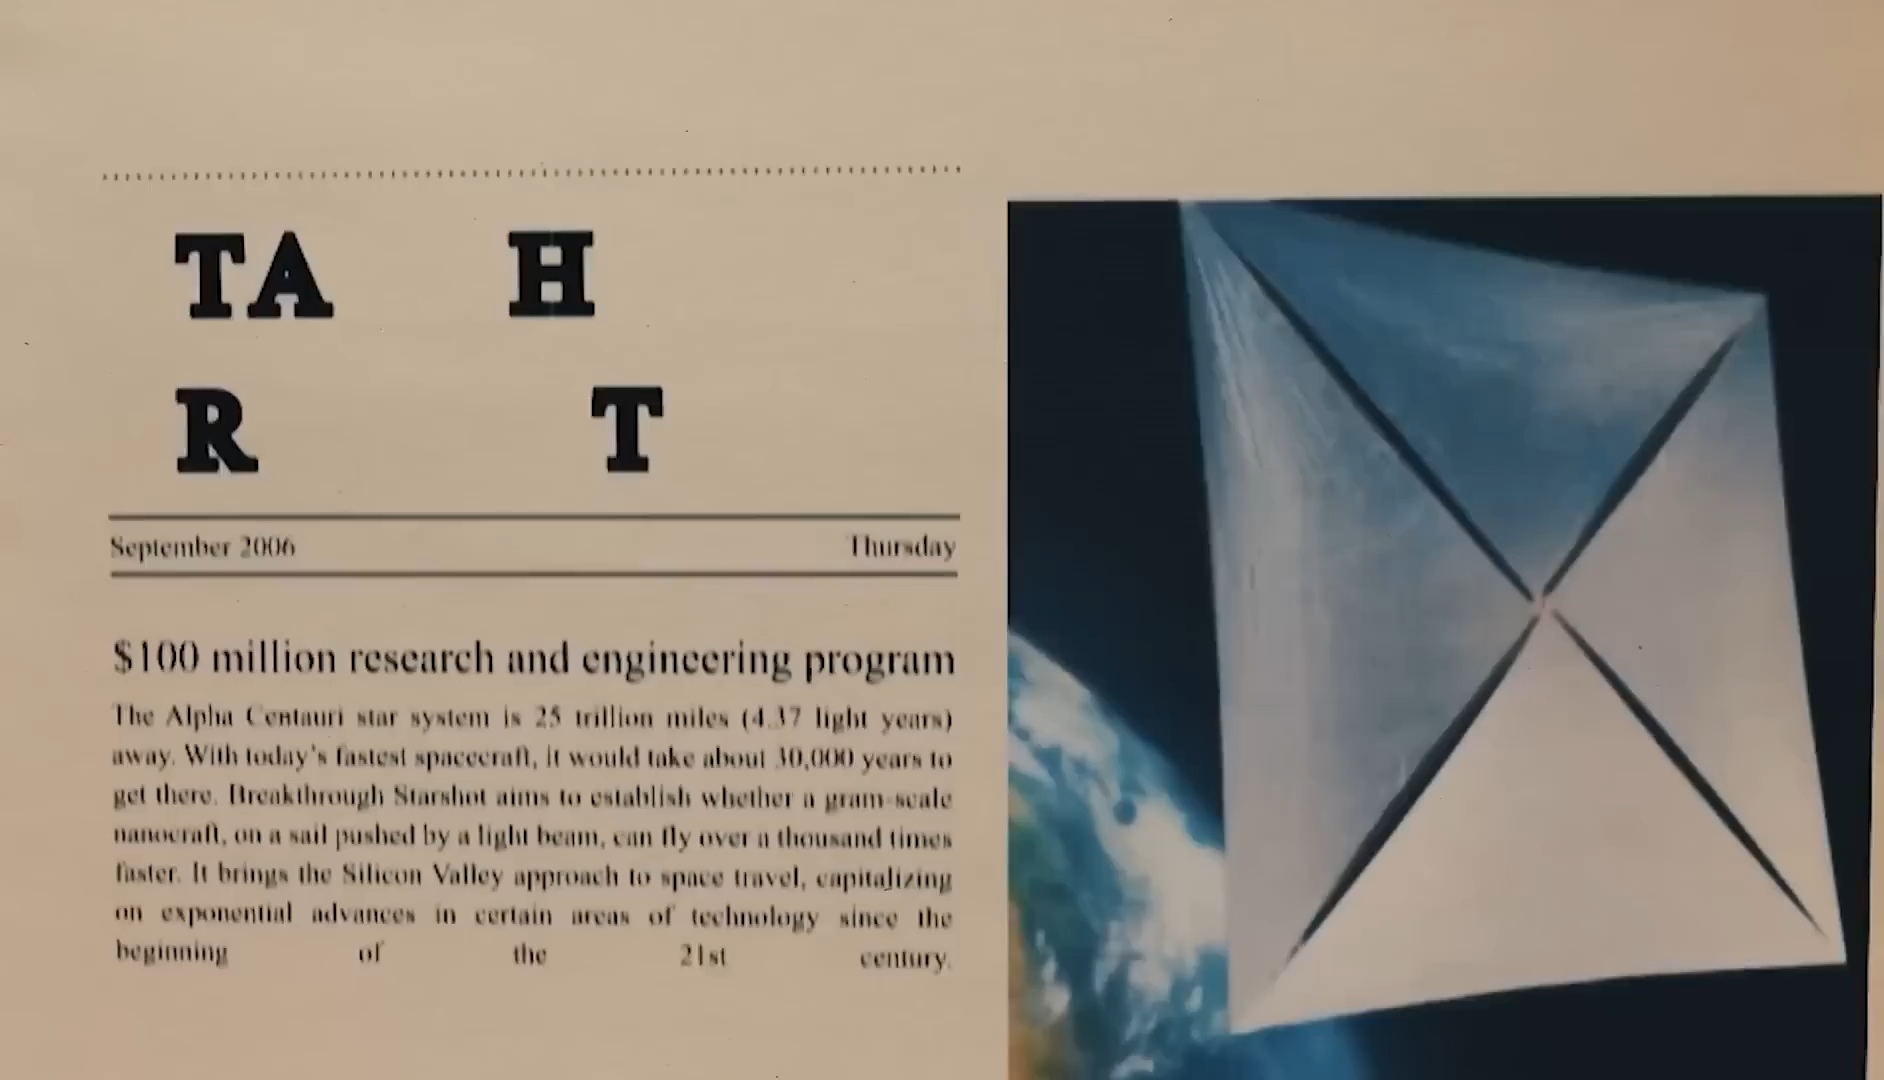 TA H
R T
September 2006 Thursday
$100 million research and engineering program
The Alpha Centauri star system is 25 trillion miles (4.37 light years)
away. With today's fastest spacecraft, it would take about 30,000 years to
get there. Breakthrough Starshot aims to establish whether a gram-scale
nanocraft, on a sail pushed by a light beam, can fly over a thousand times
faster. It brings the Silicon Valley approach to space travel, capitalizing
on exponential advances in certain areas of technology since the
beginning of the 21st century.